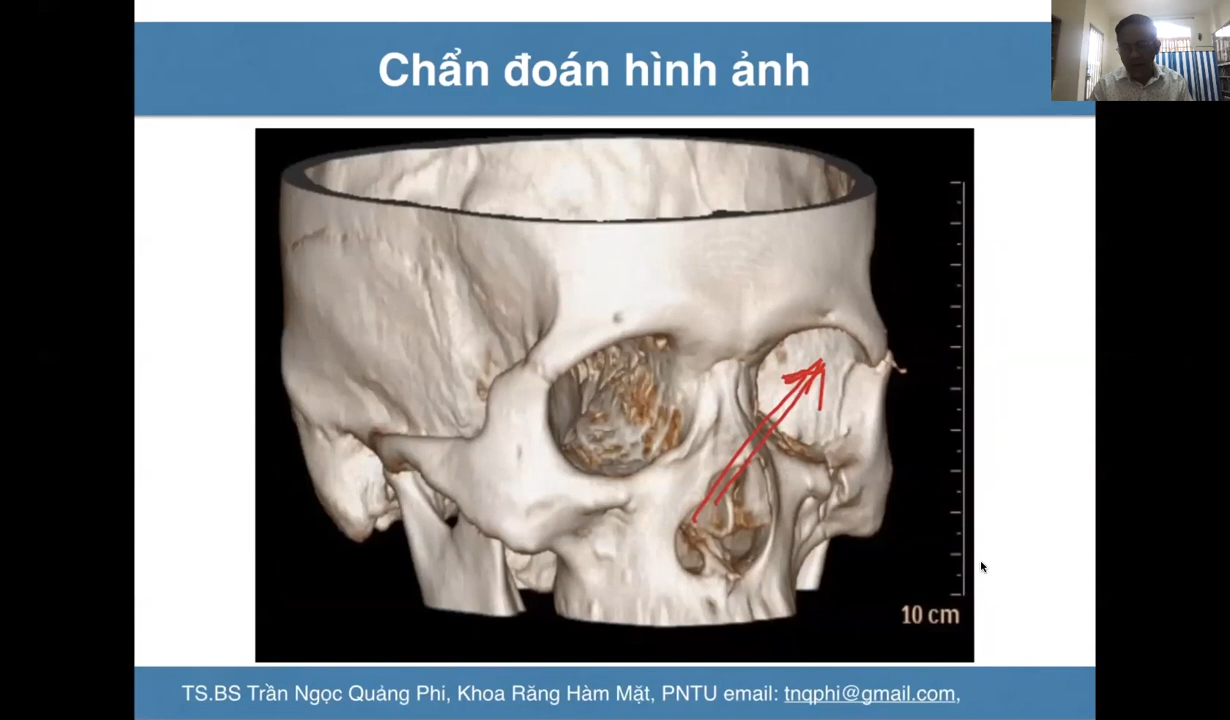 Chẩn đoán hình ảnh
10 cm
TS.BS Trần Ngọc Quảng Phi, Khoa Răng Hàm Mặt, PNTU email: tnqphi@gmail.com,